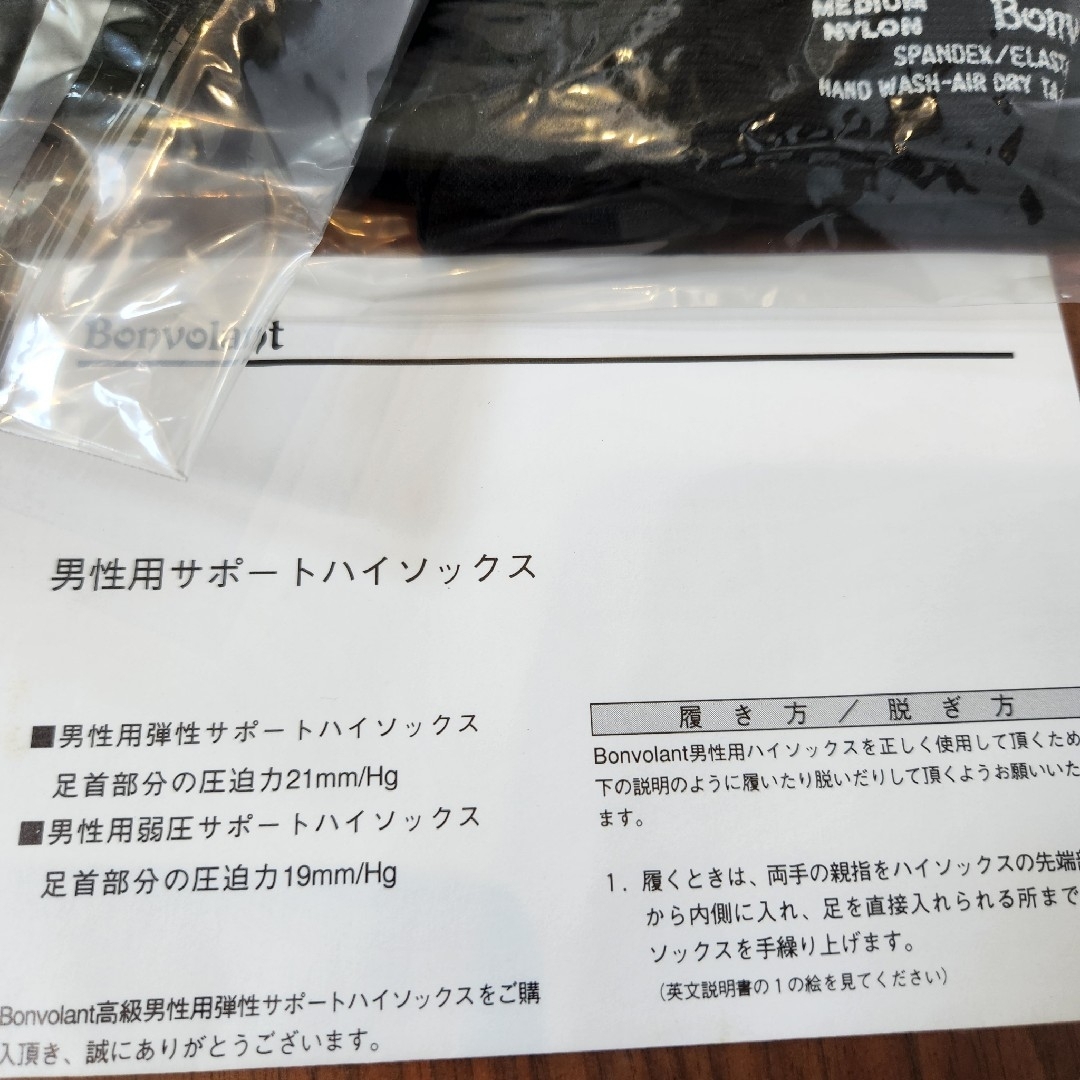 MEDIUM
NYLON
SPANDEX/ELAST
HAND WASH-AIR DRY
Bonvolant
男性用サポートハイソックス
■男性用弾性サポートハイソックス
足首部分の圧迫力21mm/Hg
■男性用弱圧サポートハイソックス
足首部分の圧迫力19mm/Hg
Bonvolant高級男性用弾性サポートハイソックスをご購
入頂き、誠にありがとうございます。
履き方／脱ぎ方
Bonvolant男性用ハイソックスを正しく使用して頂くため
下の説明のように履いたり脱いだりして頂くようお願いいた
ます。
1．履くときは、両手の親指をハイソックスの先端部
から内側に入れ、足を直接入れられる所まで
ソックスを手繰り上げます。
（英文説明書の1の絵を見てください）